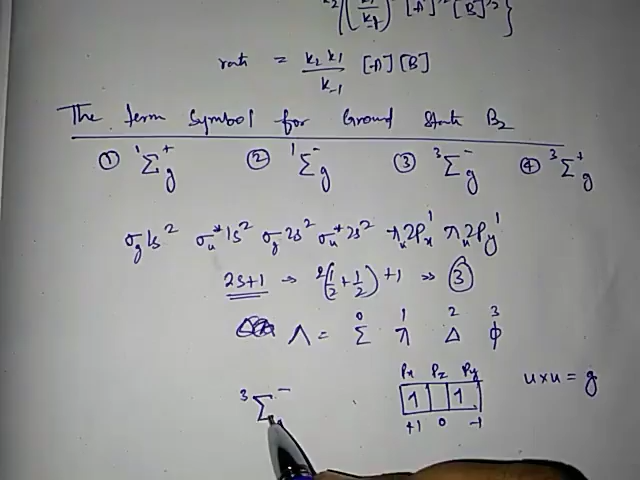 rate = k₂ k₁ / k₋₁ [A] [B]
The term symbol for Ground State B₂
① ¹Σg⁺ ② ¹Σg⁻ ③ ³Σg⁻ ④ ³Σg⁺
σg1s² σu*1s² σg2s² σu*2s² πu2Px¹ πu2Py¹
2s+1 → 2(1/2 + 1/2) + 1 ⇒ ③
0 1 2 3
Λ = Σ π Δ φ
Px Pz Py
³Σ⁻ 1 1 u×u = g
+1 0 -1